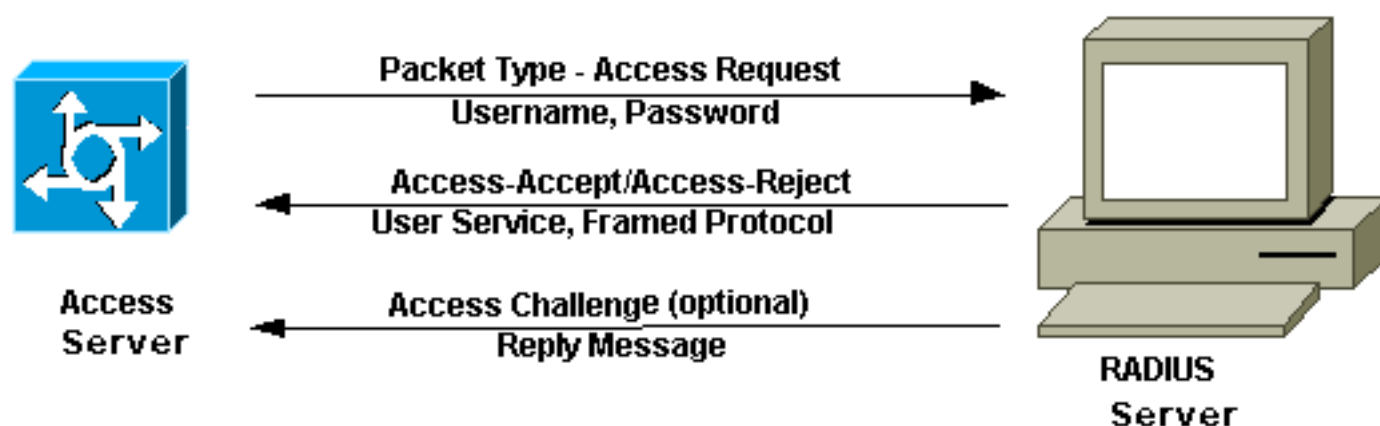 Packet Type - Access Request
Username, Password
Access-Accept/Access-Reject
User Service, Framed Protocol
Access Challenge (optional)
Reply Message
Access
Server
RADIUS
Server